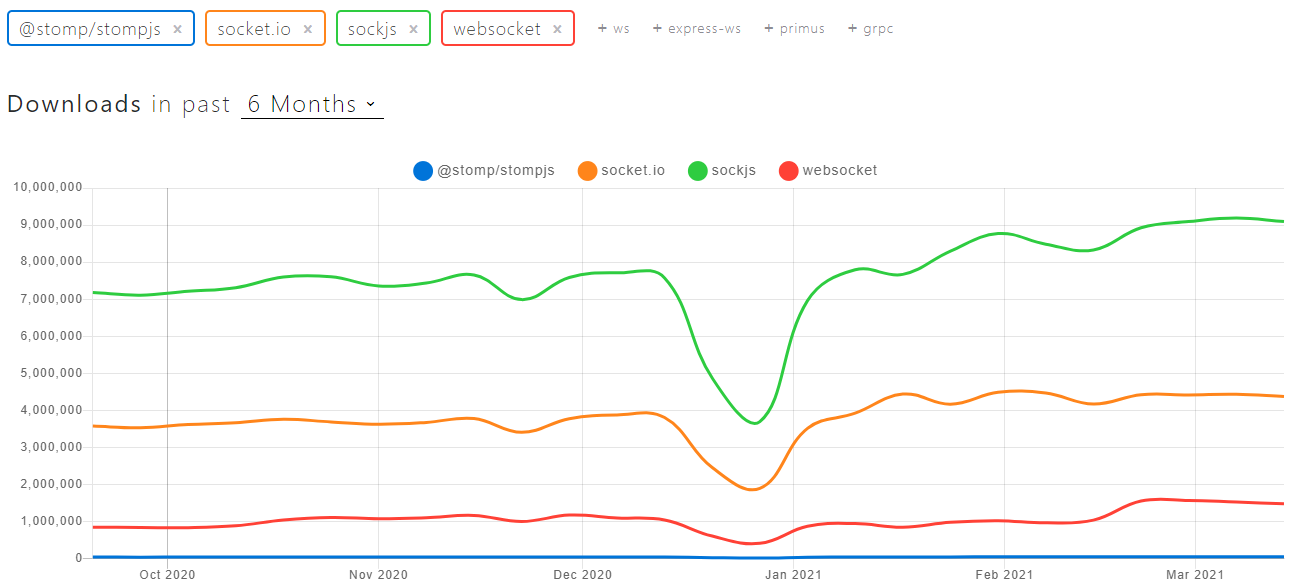 @stomp/stompjs × socket.io × sockjs × websocket × + ws + express-ws + primus + grpc
Downloads in past 6 Months
@stomp/stompjs socket.io sockjs websocket
10,000,000
9,000,000
8,000,000
7,000,000
6,000,000
5,000,000
4,000,000
3,000,000
2,000,000
1,000,000
0
Oct 2020 Nov 2020 Dec 2020 Jan 2021 Feb 2021 Mar 2021